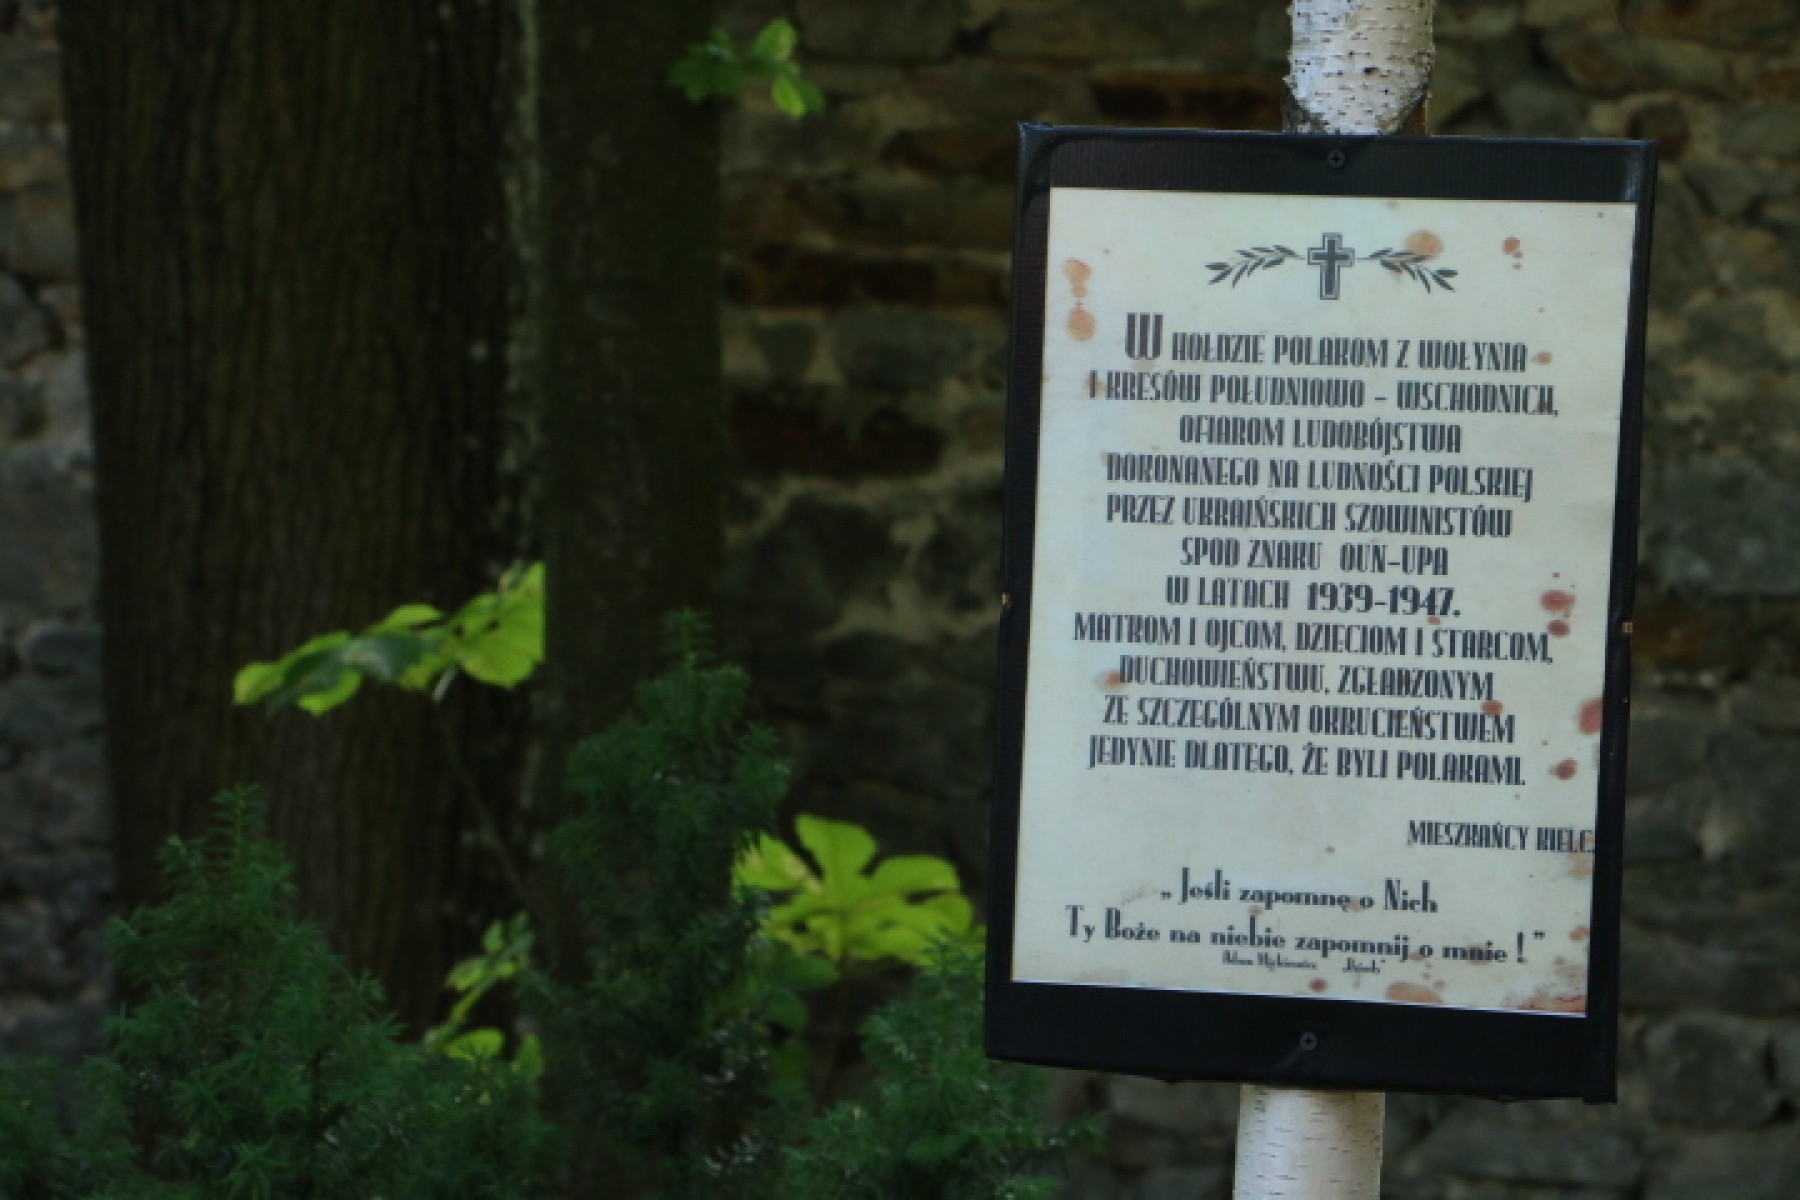 W HOŁDZIE POLAKOM Z WOŁYNIA
I KRESÓW POŁUDNIOWO - WSCHODNICH,
OFIAROM LUDOBÓJSTWA
DOKONANEGO NA LUDNOŚCI POLSKIEJ
PRZEZ UKRAIŃSKICH SZOWINISTÓW
SPOD ZNAKU OUN-UPA
W LATACH 1939-1947.
MATKOM I OJCOM, DZIECIOM I STARCOM,
DUCHOWIEŃSTWU, ZGŁADZONYM
ZE SZCZEGÓLNYM OKRUCIEŃSTWEM
JEDYNIE DLATEGO, ŻE BYLI POLAKAMI.
MIESZKAŃCY KIELC.
„Jeśli zapomnę o Nich
Ty Boże na niebie zapomnij o mnie !”
Adam Mickiewicz